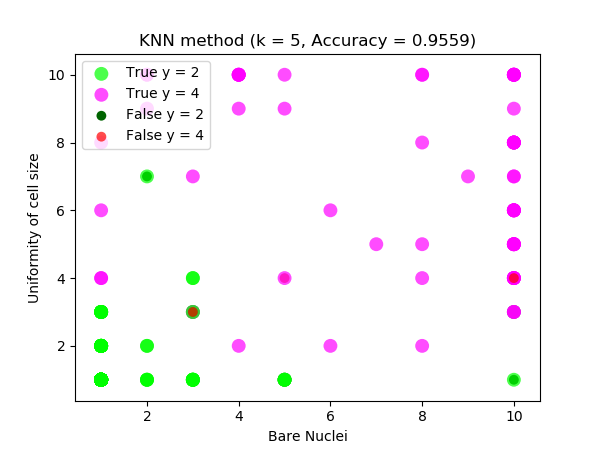 KNN method (k = 5, Accuracy = 0.9559)
True y = 2
True y = 4
False y = 2
False y = 4
Uniformity of cell size
10
8
6
4
2
2 4 6 8 10
Bare Nuclei